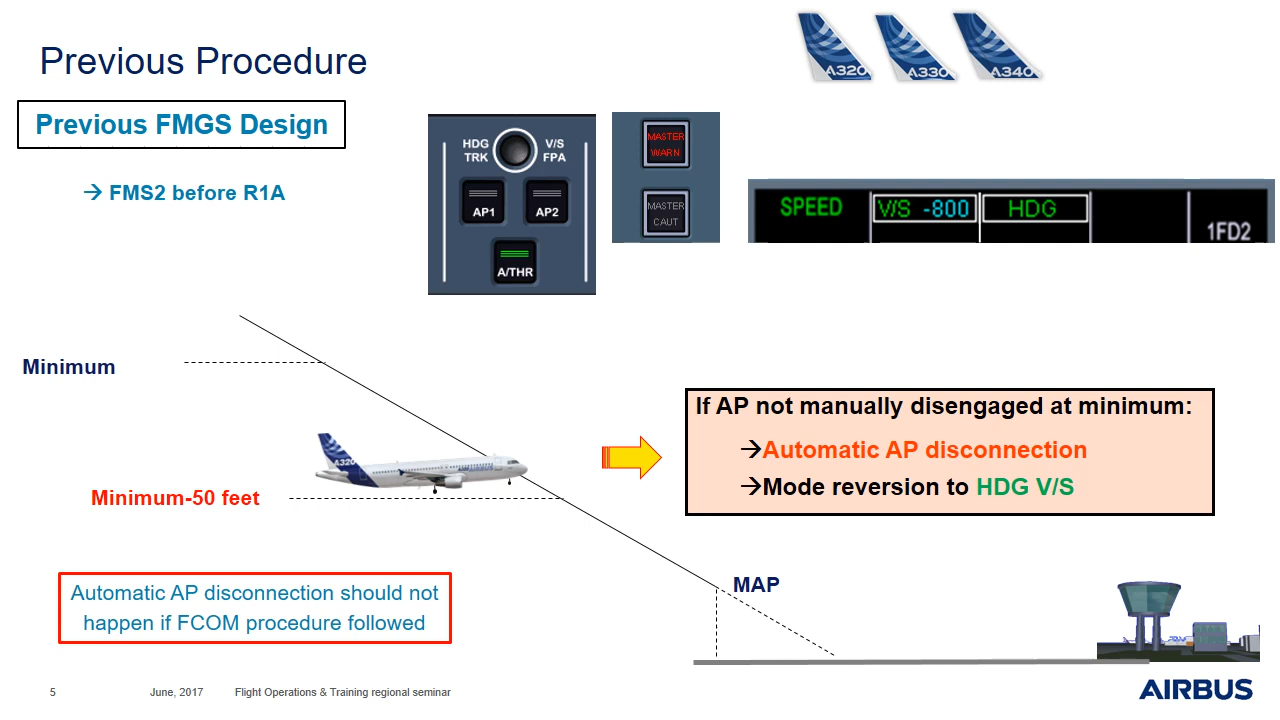 Previous Procedure
A320
A330
A340
Previous FMGS Design
→ FMS2 before R1A
HDG
TRK
V/S
FPA
AP1
AP2
A/THR
MASTER
WARN
MASTER
CAUT
SPEED
V/S -800
HDG
1FD2
Minimum
A320
Minimum-50 feet
If AP not manually disengaged at minimum:
→Automatic AP disconnection
→Mode reversion to HDG V/S
MAP
Automatic AP disconnection should not
happen if FCOM procedure followed
5
June, 2017
Flight Operations & Training regional seminar
AIRBUS